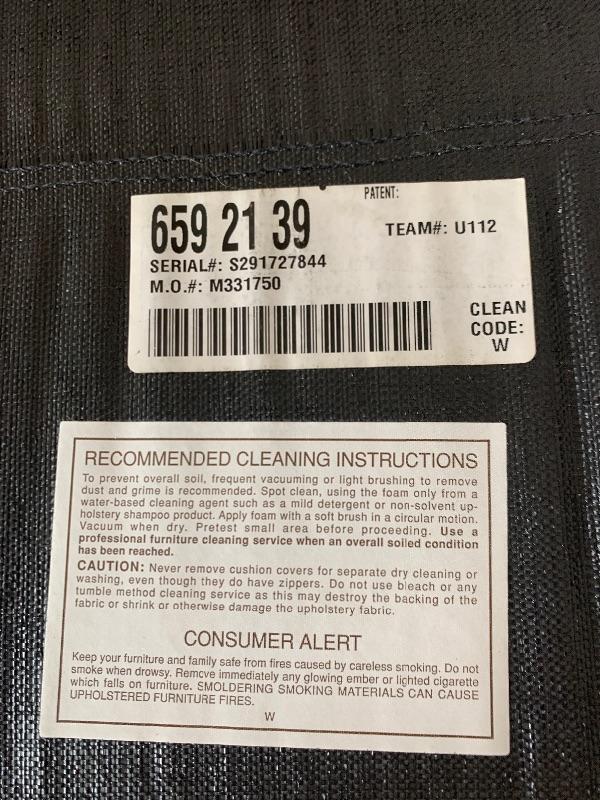 PATENT:
659 21 39
TEAM#: U112
SERIAL#: S291727844
M.O.#: M331750
CLEAN
CODE:
W
RECOMMENDED CLEANING INSTRUCTIONS
To prevent overall soil, frequent vacuuming or light brushing to remove
dust and grime is recommended. Spot clean, using the foam only from a
water-based cleaning agent such as a mild detergent or non-solvent up-
holstery shampoo product. Apply foam with a soft brush in a circular motion.
Vacuum when dry. Pretest small area before proceeding. Use a
professional furniture cleaning service when an overall soiled condition
has been reached.
CAUTION: Never remove cushion covers for separate dry cleaning or
washing, even though they do have zippers. Do not use bleach or any
tumble method cleaning service as this may destroy the backing of the
fabric or shrink or otherwise damage the upholstery fabric.
CONSUMER ALERT
Keep your furniture and family safe from fires caused by careless smoking. Do not
smoke when drowsy. Remove immediately any glowing ember or lighted cigarette
which falls on furniture. SMOLDERING SMOKING MATERIALS CAN CAUSE
UPHOLSTERED FURNITURE FIRES.
W